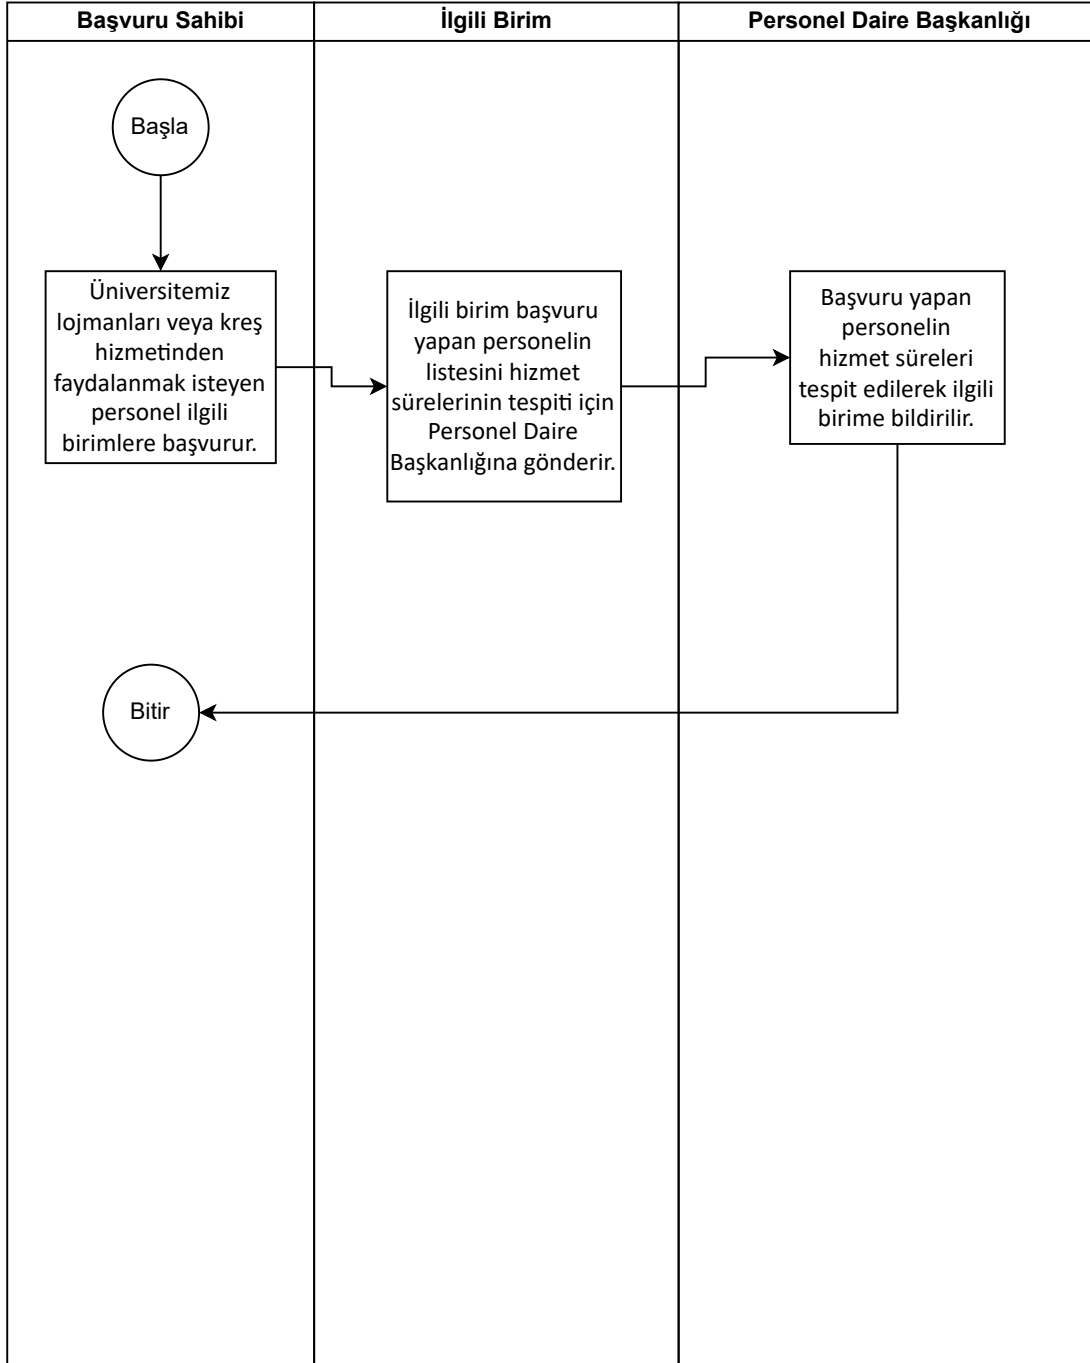 Başvuru Sahibi
İlgili Birim
Personel Daire Başkanlığı
Başla
Üniversitemiz
lojmanları veya kreş
hizmetinden
faydalanmak isteyen
personel ilgili
birimlere başvurur.
İlgili birim başvuru
yapan personelin
listesini hizmet
sürelerinin tespiti için
Personel Daire
Başkanlığına gönderir.
Başvuru yapan
personelin
hizmet süreleri
tespit edilerek ilgili
birime bildirilir.
Bitir